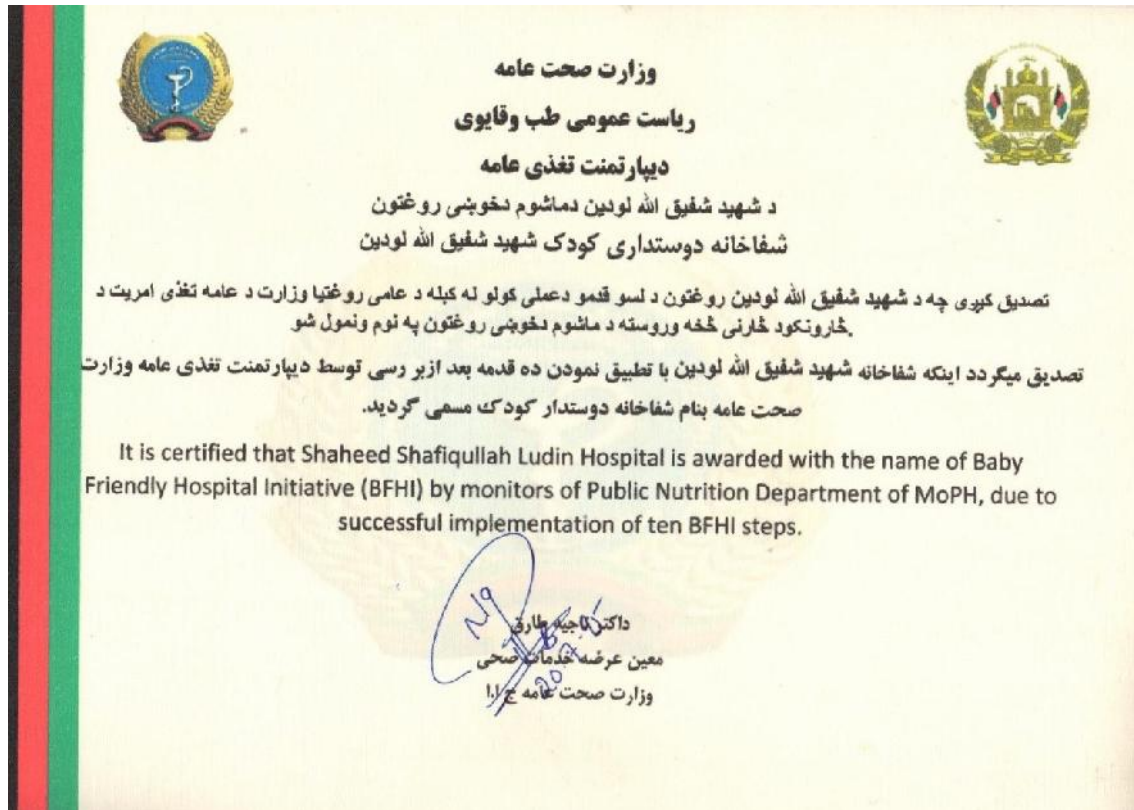 وزارت صحت عامه
ریاست عمومی طب وقایوی
دیپارتمنت تغذی عامه
د شهید شفیق الله لودین دماشوم دخوښی روغتون
شفاخانه دوستداری کودک شهید شفیق الله لودین
تصدیق کیږی چه د شهید شفیق الله لودین روغتون د لسو قدمو دعملی کولو له کبله د عامی روغتیا وزارت د عامه تغذی امریت د
څارونکود څارنی څخه وروسته د ماشوم دخوښی روغتون په نوم ونمول شو.
تصدیق میگردد اینکه شفاخانه شهید شفیق الله لودین با تطبیق نمودن ده قدمه بعد ازبر رسی توسط دیپارتمنت تغذی عامه وزارت
صحت عامه بنام شفاخانه دوستدار کودک مسمی گردید.
It is certified that Shaheed Shafiqullah Ludin Hospital is awarded with the name of Baby
Friendly Hospital Initiative (BFHI) by monitors of Public Nutrition Department of MoPH, due to
successful implementation of ten BFHI steps.
داکتر ناجیه طارق
معین عرضه خدمات صحی
وزارت صحت عامه ج.ا.ا